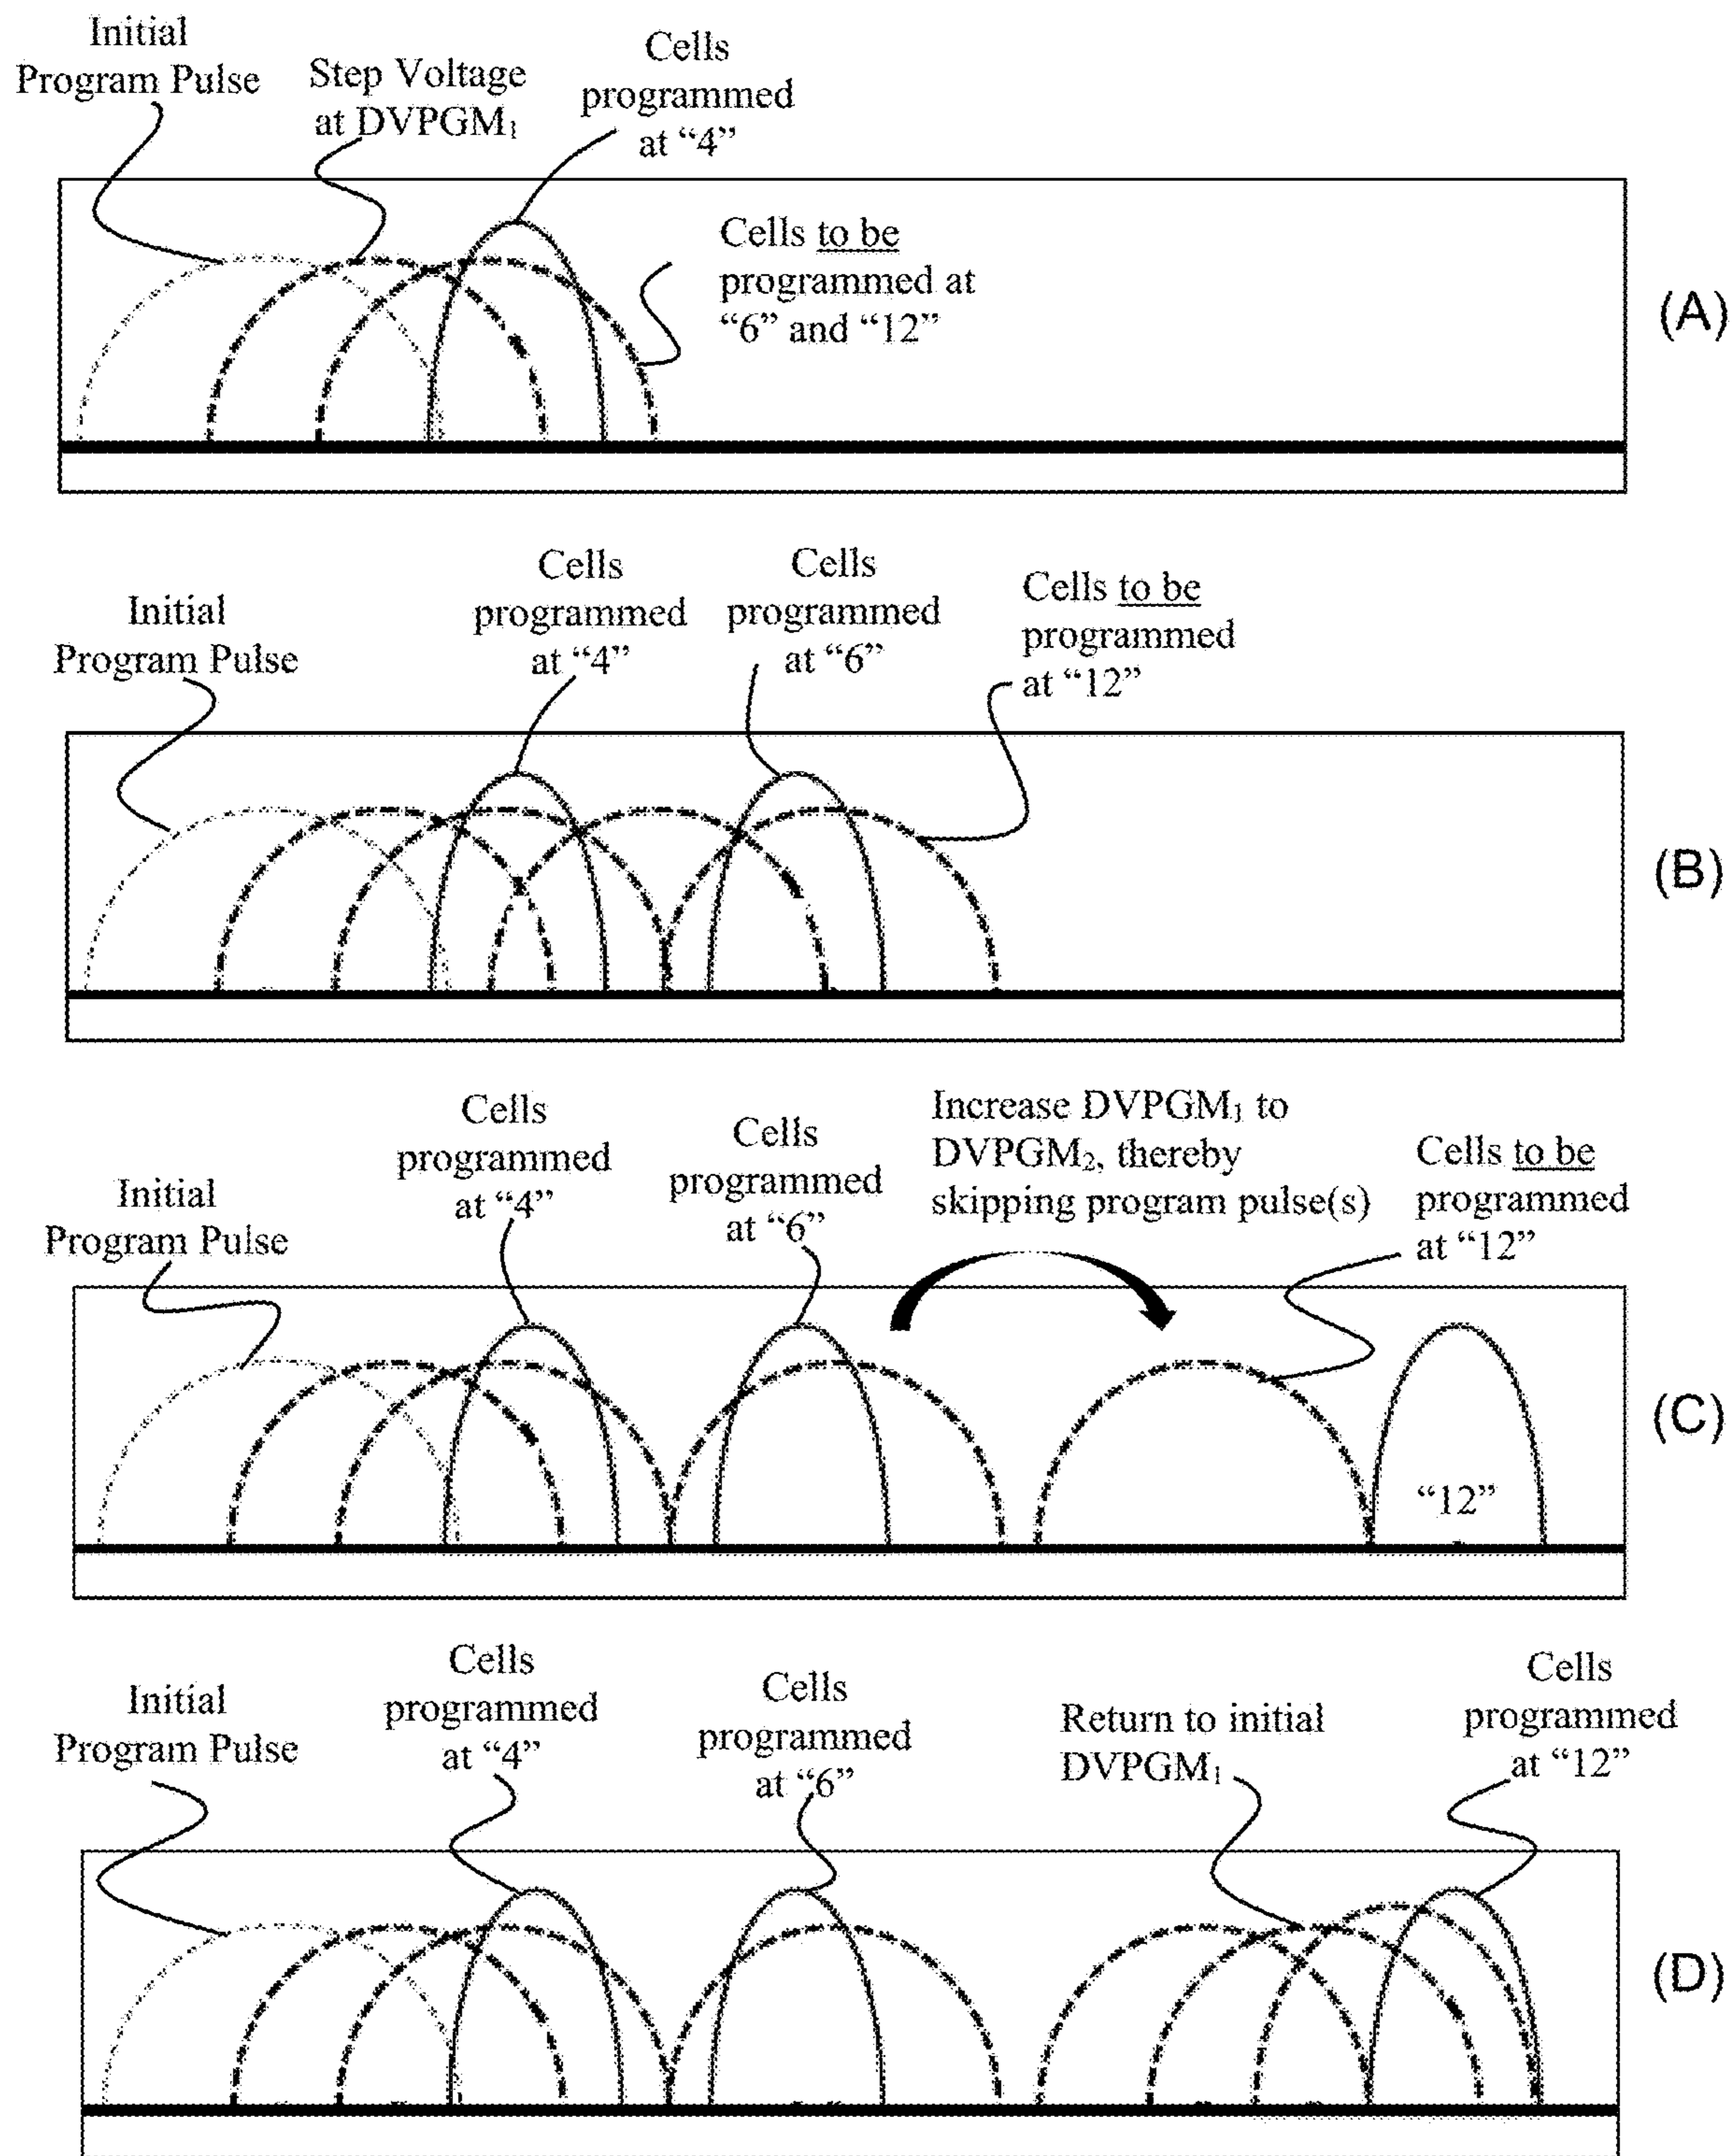 Initial
Program Pulse
Step Voltage
at DVPGM₁
Cells
programmed
at “4”
Cells to be
programmed at
“6” and “12”
(A)
Initial
Program Pulse
Cells
programmed
at “4”
Cells
programmed
at “6”
Cells to be
programmed
at “12”
(B)
Initial
Program Pulse
Cells
programmed
at “4”
Cells
programmed
at “6”
Increase DVPGM₁ to
DVPGM₂, thereby
skipping program pulse(s)
Cells to be
programmed
at “12”
“12”
(C)
Initial
Program Pulse
Cells
programmed
at “4”
Cells
programmed
at “6”
Return to initial
DVPGM₁
Cells
programmed
at “12”
(D)